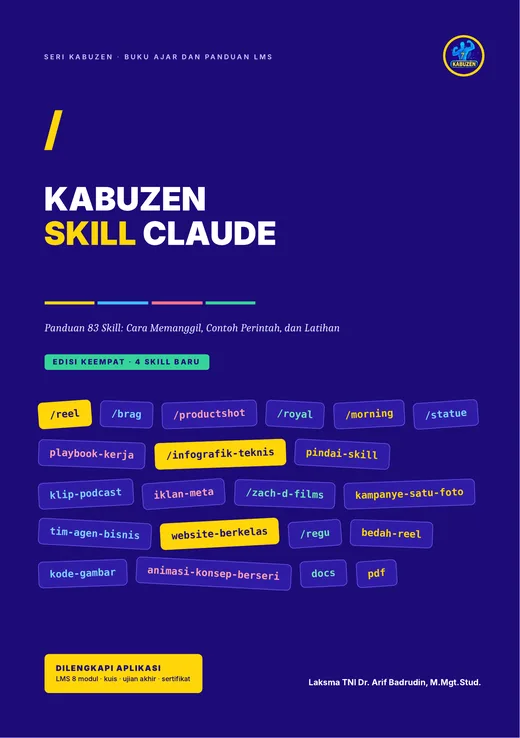 SERI KABUZEN · BUKU AJAR DAN PANDUAN LMS
KABUZEN
/
KABUZEN
SKILL CLAUDE
Panduan 83 Skill: Cara Memanggil, Contoh Perintah, dan Latihan
EDISI KEEMPAT · 4 SKILL BARU
/reel /brag /productshot /royal /morning /statue
playbook-kerja /infografik-teknis pindai-skill
klip-podcast iklan-meta /zach-d-films kampanye-satu-foto
tim-agen-bisnis website-berkelas /regu bedah-reel
kode-gambar animasi-konsep-berseri docs pdf
DILENGKAPI APLIKASI
LMS 8 modul · kuis · ujian akhir · sertifikat
Laksma TNI Dr. Arif Badrudin, M.Mgt.Stud.